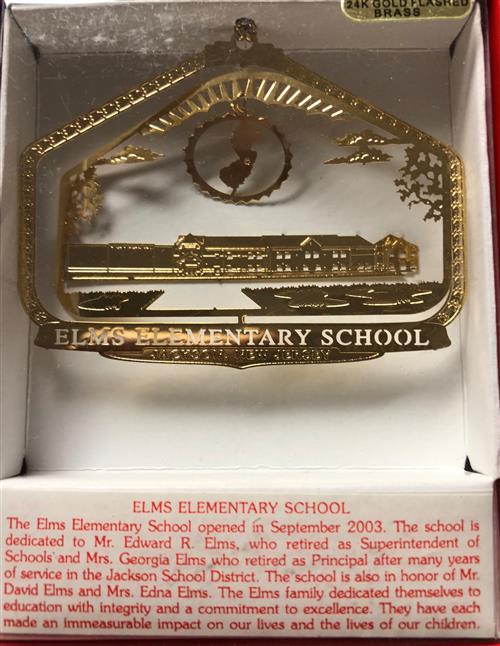 24K GOLD FLASHED
BRASS
ELMS ELEMENTARY SCHOOL
JACKSON, NEW JERSEY
ELMS ELEMENTARY SCHOOL
The Elms Elementary School opened in September 2003. The school is
dedicated to Mr. Edward R. Elms, who retired as Superintendent of
Schools and Mrs. Georgia Elms who retired as Principal after many years
of service in the Jackson School District. The school is also in honor of Mr.
David Elms and Mrs. Edna Elms. The Elms family dedicated themselves to
education with integrity and a commitment to excellence. They have each
made an immeasurable impact on our lives and the lives of our children.